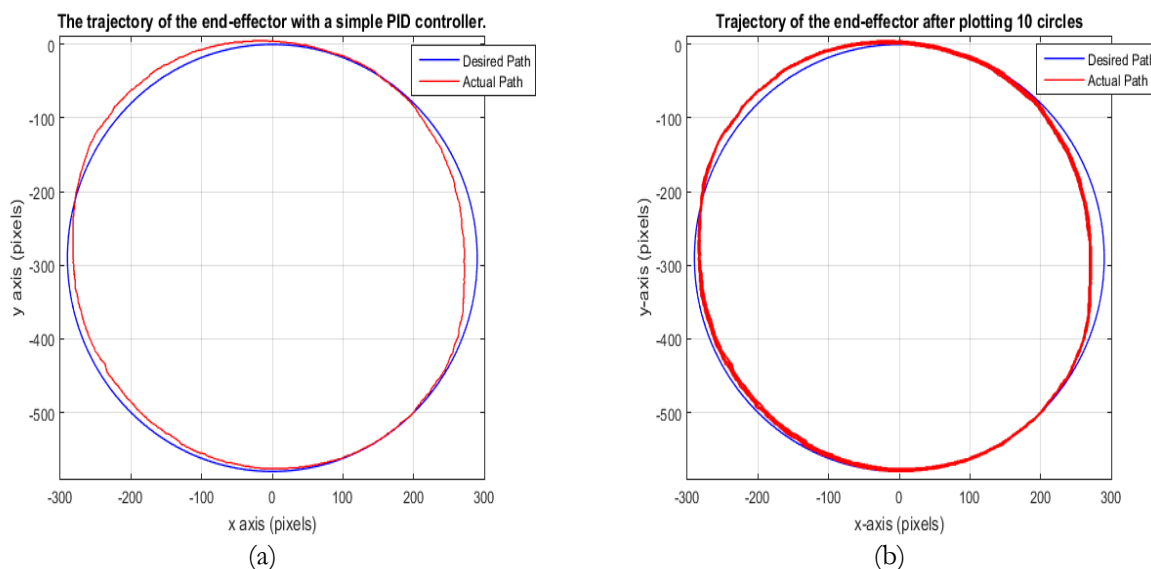 The trajectory of the end-effector with a simple PID controller.
Desired Path
Actual Path
0
-100
-200
-300
-400
-500
y axis (pixels)
-300
-200
-100
0
100
200
300
x axis (pixels)
(a)
Trajectory of the end-effector after plotting 10 circles
Desired Path
Actual Path
0
-100
-200
-300
-400
-500
y-axis (pixels)
-300
-200
-100
0
100
200
300
x-axis (pixels)
(b)